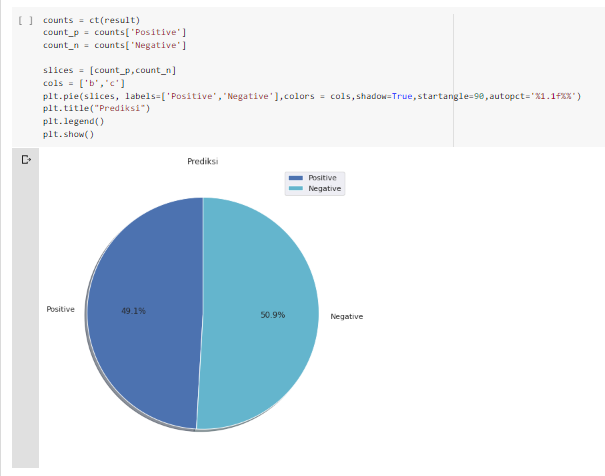 [ ] counts = ct(result)
count_p = counts['Positive']
count_n = counts['Negative']
slices = [count_p,count_n]
cols = ['b','c']
plt.pie(slices, labels=['Positive','Negative'],colors = cols,shadow=True,startangle=90,autopct='%1.1f%%')
plt.title("Prediksi")
plt.legend()
plt.show()
Prediksi
Positive
Negative
Positive
49.1%
50.9%
Negative